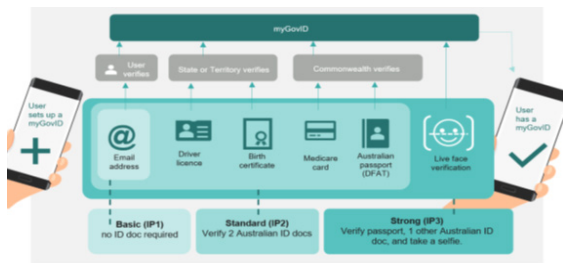 myGovID
User
verifies
State or Territory verifies
Commonwealth verifies
User
sets up a
myGovID
User
has a
myGovID
@
Email
address
Driver
licence
Birth
certificate
Medicare
card
Australian
passport
(DFAT)
Live face
verification
Basic (IP1)
no ID doc required
Standard (IP2)
Verify 2 Australian ID docs
Strong (IP3)
Verify passport, 1 other Australian ID
doc, and take a selfie.